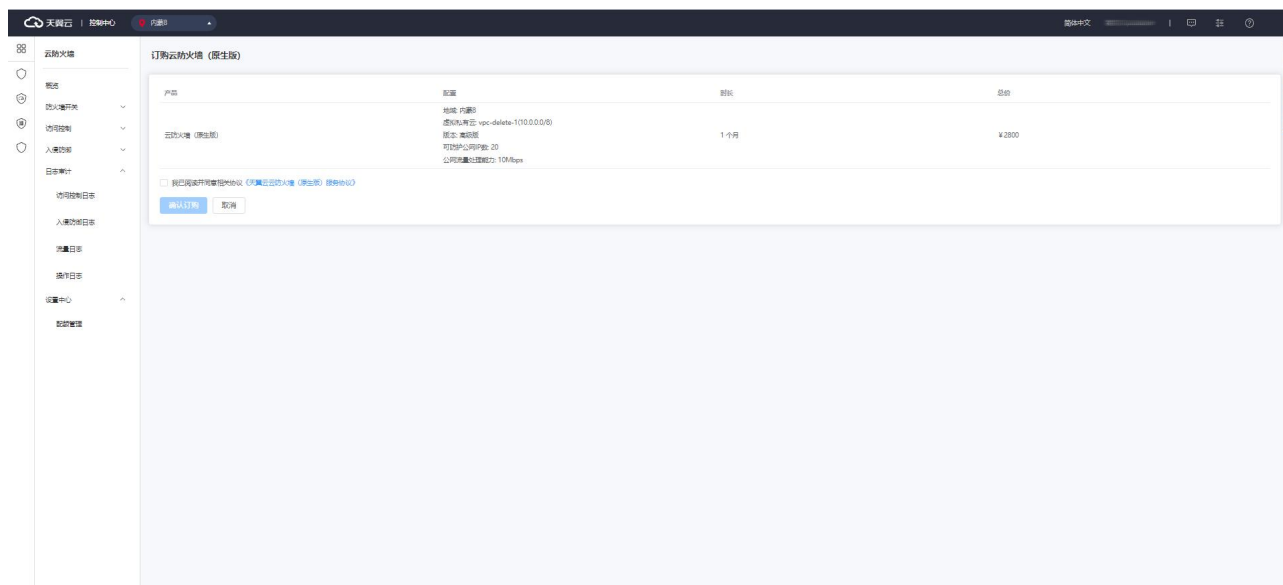 天翼云 | 控制中心
内蒙8
简体中文
云防火墙
概览
防火墙开关
访问控制
入侵防御
日志审计
访问控制日志
入侵防御日志
流量日志
操作日志
设置中心
配额管理
订购云防火墙（原生版）
产品 配置 时长 总价
云防火墙（原生版）
地域: 内蒙8
虚拟私有云: vpc-delete-1(10.0.0.0/8)
版本: 高级版
可防护公网IP数: 20
公网流量处理能力: 10Mbps
1 个月
¥2800
我已阅读并同意相关协议《天翼云云防火墙（原生版）服务协议》
确认订购 取消